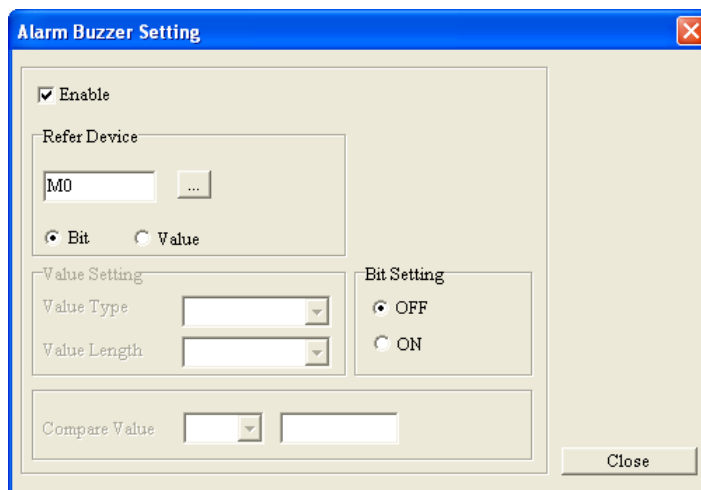 Alarm Buzzer Setting
Enable
Refer Device
M0
...
Bit
Value
Value Setting
Value Type
Value Length
Bit Setting
OFF
ON
Compare Value
Close